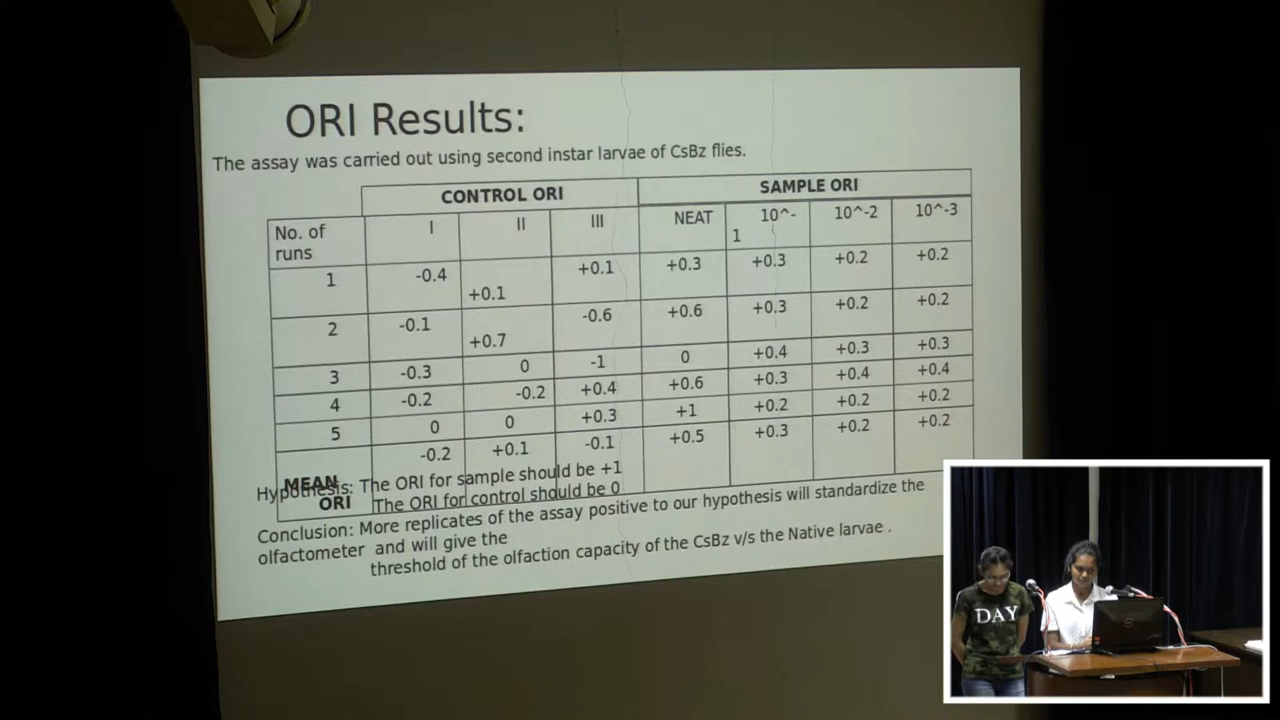 ORI Results:
The assay was carried out using second instar larvae of CsBz flies.
CONTROL ORI SAMPLE ORI
No. of runs I II III NEAT 10^-1 10^-2 10^-3
1 -0.4 +0.1 +0.1 +0.3 +0.3 +0.2 +0.2
2 -0.1 +0.7 -0.6 +0.6 +0.3 +0.2 +0.2
3 -0.3 0 -1 0 +0.4 +0.3 +0.3
4 -0.2 -0.2 +0.4 +0.6 +0.3 +0.4 +0.4
5 0 0 +0.3 +1 +0.2 +0.2 +0.2
MEAN ORI -0.2 +0.1 -0.1 +0.5 +0.3 +0.2 +0.2
Hypothesis: The ORI for sample should be +1
The ORI for control should be 0
Conclusion: More replicates of the assay positive to our hypothesis will standardize the
olfactometer and will give the
threshold of the olfaction capacity of the CsBz v/s the Native larvae .
DAY